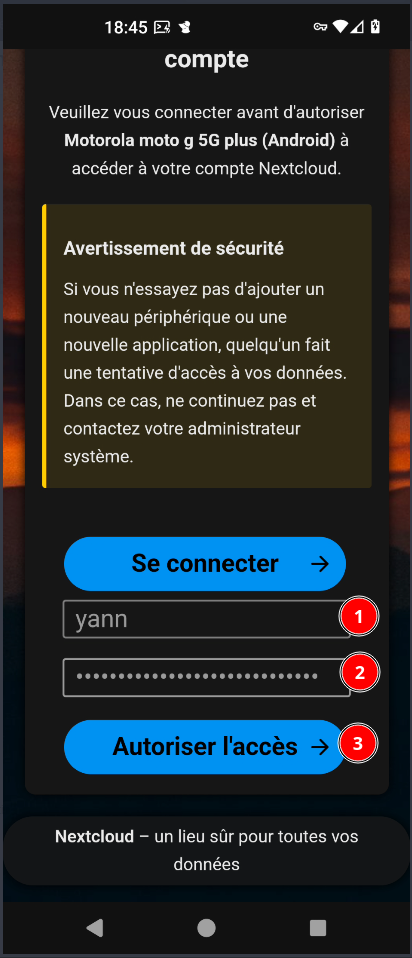 18:45
compte
Veuillez vous connecter avant d'autoriser
Motorola moto g 5G plus (Android) à
accéder à votre compte Nextcloud.
Avertissement de sécurité
Si vous n'essayez pas d'ajouter un
nouveau périphérique ou une
nouvelle application, quelqu'un fait
une tentative d'accès à vos données.
Dans ce cas, ne continuez pas et
contactez votre administrateur
système.
Se connecter →
yann
1
••••••••••••••••••••••••••••
2
Autoriser l'accès →
3
Nextcloud – un lieu sûr pour toutes vos
données